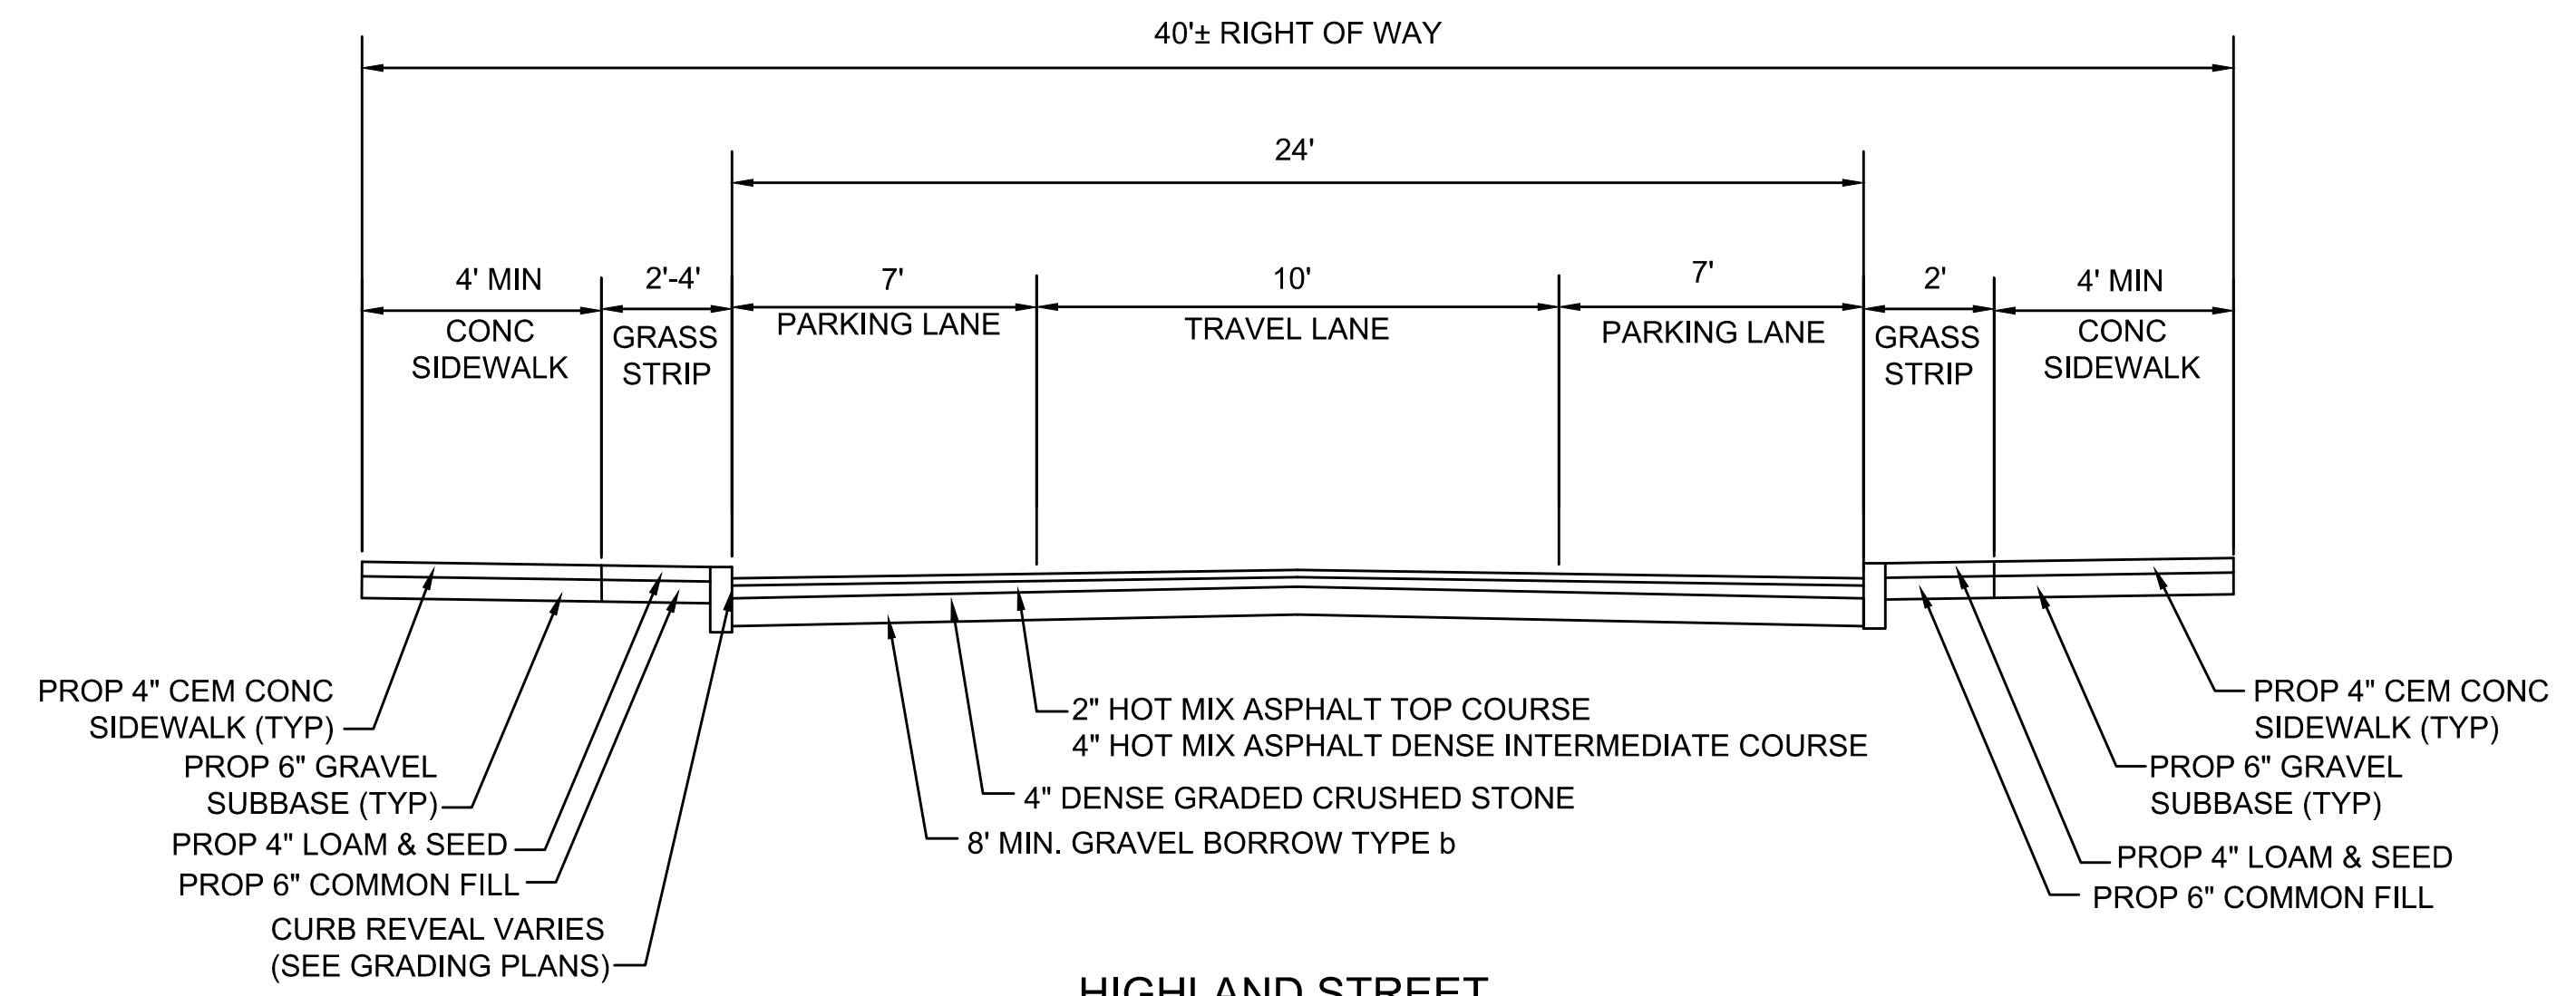 40'± RIGHT OF WAY
24'
4' MIN
2'-4'
7'
10'
7'
2'
4' MIN
CONC
SIDEWALK
GRASS
STRIP
PARKING LANE
TRAVEL LANE
PARKING LANE
GRASS
STRIP
CONC
SIDEWALK
PROP 4" CEM CONC
SIDEWALK (TYP)
PROP 6" GRAVEL
SUBBASE (TYP)
PROP 4" LOAM & SEED
PROP 6" COMMON FILL
CURB REVEAL VARIES
(SEE GRADING PLANS)
2" HOT MIX ASPHALT TOP COURSE
4" HOT MIX ASPHALT DENSE INTERMEDIATE COURSE
4" DENSE GRADED CRUSHED STONE
8' MIN. GRAVEL BORROW TYPE b
PROP 4" CEM CONC
SIDEWALK (TYP)
PROP 6" GRAVEL
SUBBASE (TYP)
PROP 4" LOAM & SEED
PROP 6" COMMON FILL
HIGHLAND STREET